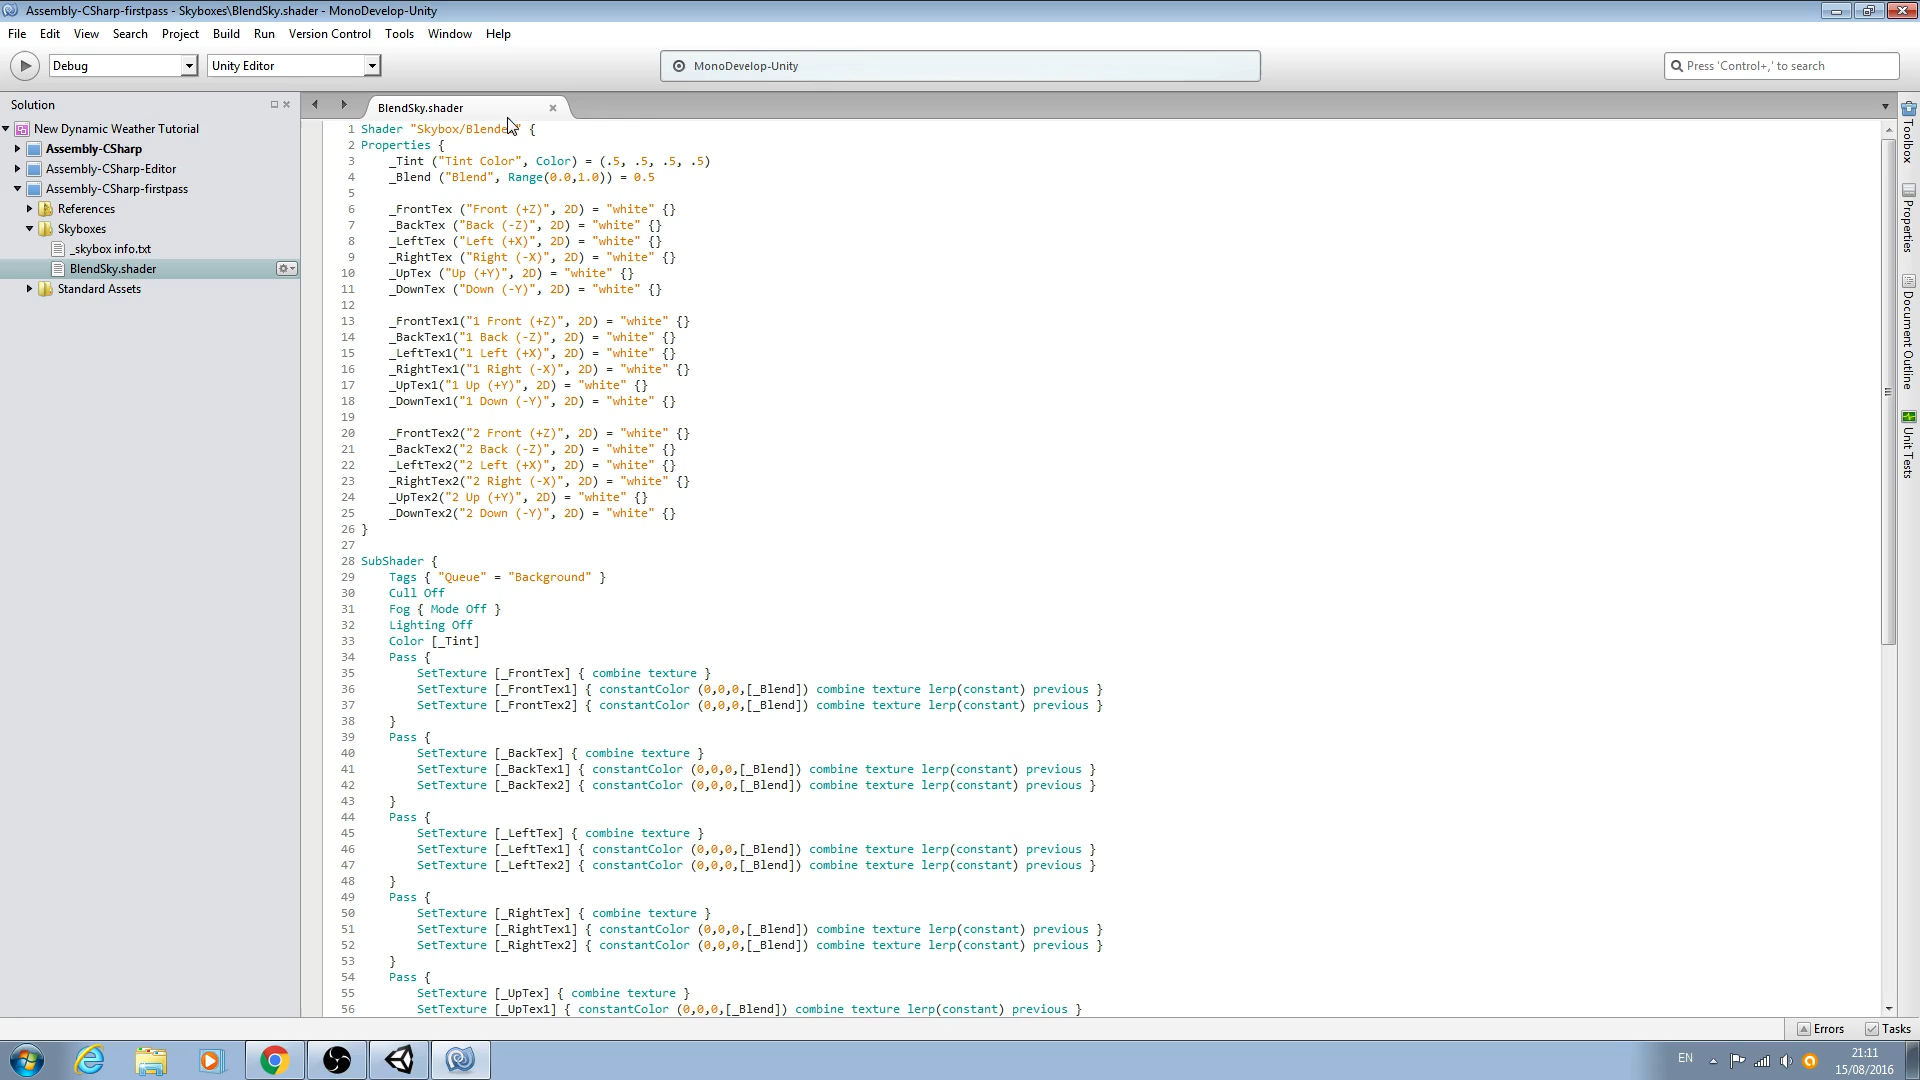 Assembly-CSharp-firstpass - Skyboxes\BlendSky.shader - MonoDevelop-Unity
File Edit View Search Project Build Run Version Control Tools Window Help
Debug Unity Editor MonoDevelop-Unity Press 'Control+,' to search
Solution
New Dynamic Weather Tutorial
Assembly-CSharp
Assembly-CSharp-Editor
Assembly-CSharp-firstpass
References
Skyboxes
_skybox info.txt
BlendSky.shader
Standard Assets
BlendSky.shader
1 Shader "Skybox/Blended" {
2 Properties {
3 _Tint ("Tint Color", Color) = (.5, .5, .5, .5)
4 _Blend ("Blend", Range(0.0,1.0)) = 0.5
5
6 _FrontTex ("Front (+Z)", 2D) = "white" {}
7 _BackTex ("Back (-Z)", 2D) = "white" {}
8 _LeftTex ("Left (+X)", 2D) = "white" {}
9 _RightTex ("Right (-X)", 2D) = "white" {}
10 _UpTex ("Up (+Y)", 2D) = "white" {}
11 _DownTex ("Down (-Y)", 2D) = "white" {}
12
13 _FrontTex1("1 Front (+Z)", 2D) = "white" {}
14 _BackTex1("1 Back (-Z)", 2D) = "white" {}
15 _LeftTex1("1 Left (+X)", 2D) = "white" {}
16 _RightTex1("1 Right (-X)", 2D) = "white" {}
17 _UpTex1("1 Up (+Y)", 2D) = "white" {}
18 _DownTex1("1 Down (-Y)", 2D) = "white" {}
19
20 _FrontTex2("2 Front (+Z)", 2D) = "white" {}
21 _BackTex2("2 Back (-Z)", 2D) = "white" {}
22 _LeftTex2("2 Left (+X)", 2D) = "white" {}
23 _RightTex2("2 Right (-X)", 2D) = "white" {}
24 _UpTex2("2 Up (+Y)", 2D) = "white" {}
25 _DownTex2("2 Down (-Y)", 2D) = "white" {}
26 }
27
28 SubShader {
29 Tags { "Queue" = "Background" }
30 Cull Off
31 Fog { Mode Off }
32 Lighting Off
33 Color [_Tint]
34 Pass {
35 SetTexture [_FrontTex] { combine texture }
36 SetTexture [_FrontTex1] { constantColor (0,0,0,[_Blend]) combine texture lerp(constant) previous }
37 SetTexture [_FrontTex2] { constantColor (0,0,0,[_Blend]) combine texture lerp(constant) previous }
38 }
39 Pass {
40 SetTexture [_BackTex] { combine texture }
41 SetTexture [_BackTex1] { constantColor (0,0,0,[_Blend]) combine texture lerp(constant) previous }
42 SetTexture [_BackTex2] { constantColor (0,0,0,[_Blend]) combine texture lerp(constant) previous }
43 }
44 Pass {
45 SetTexture [_LeftTex] { combine texture }
46 SetTexture [_LeftTex1] { constantColor (0,0,0,[_Blend]) combine texture lerp(constant) previous }
47 SetTexture [_LeftTex2] { constantColor (0,0,0,[_Blend]) combine texture lerp(constant) previous }
48 }
49 Pass {
50 SetTexture [_RightTex] { combine texture }
51 SetTexture [_RightTex1] { constantColor (0,0,0,[_Blend]) combine texture lerp(constant) previous }
52 SetTexture [_RightTex2] { constantColor (0,0,0,[_Blend]) combine texture lerp(constant) previous }
53 }
54 Pass {
55 SetTexture [_UpTex] { combine texture }
56 SetTexture [_UpTex1] { constantColor (0,0,0,[_Blend]) combine texture lerp(constant) previous }
Toolbox
Properties
Document Outline
Unit Tests
Errors Tasks
EN
21:11
15/08/2016